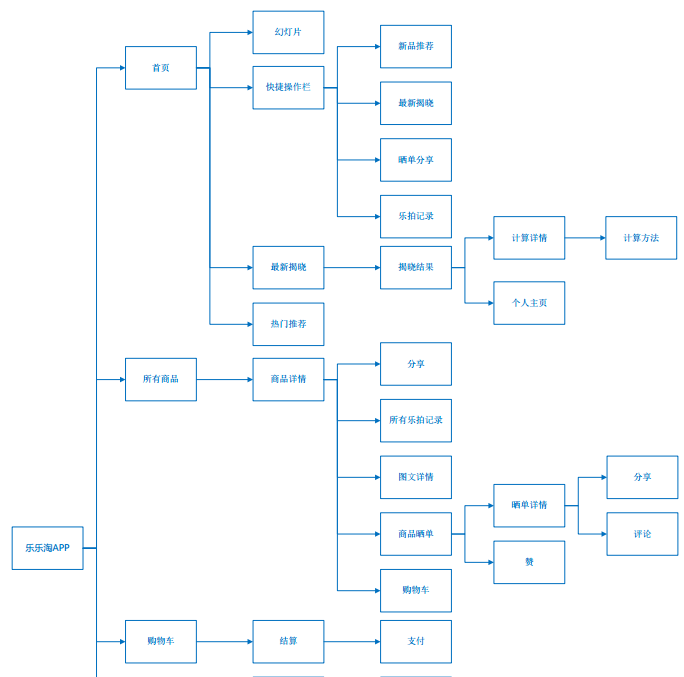 幻灯片
新品推荐
首页
快捷操作栏
最新揭晓
晒单分享
乐拍记录
计算详情
计算方法
最新揭晓
揭晓结果
个人主页
热门推荐
分享
所有商品
商品详情
所有乐拍记录
图文详情
分享
晒单详情
商品晒单
评论
乐乐淘APP
赞
购物车
购物车
结算
支付